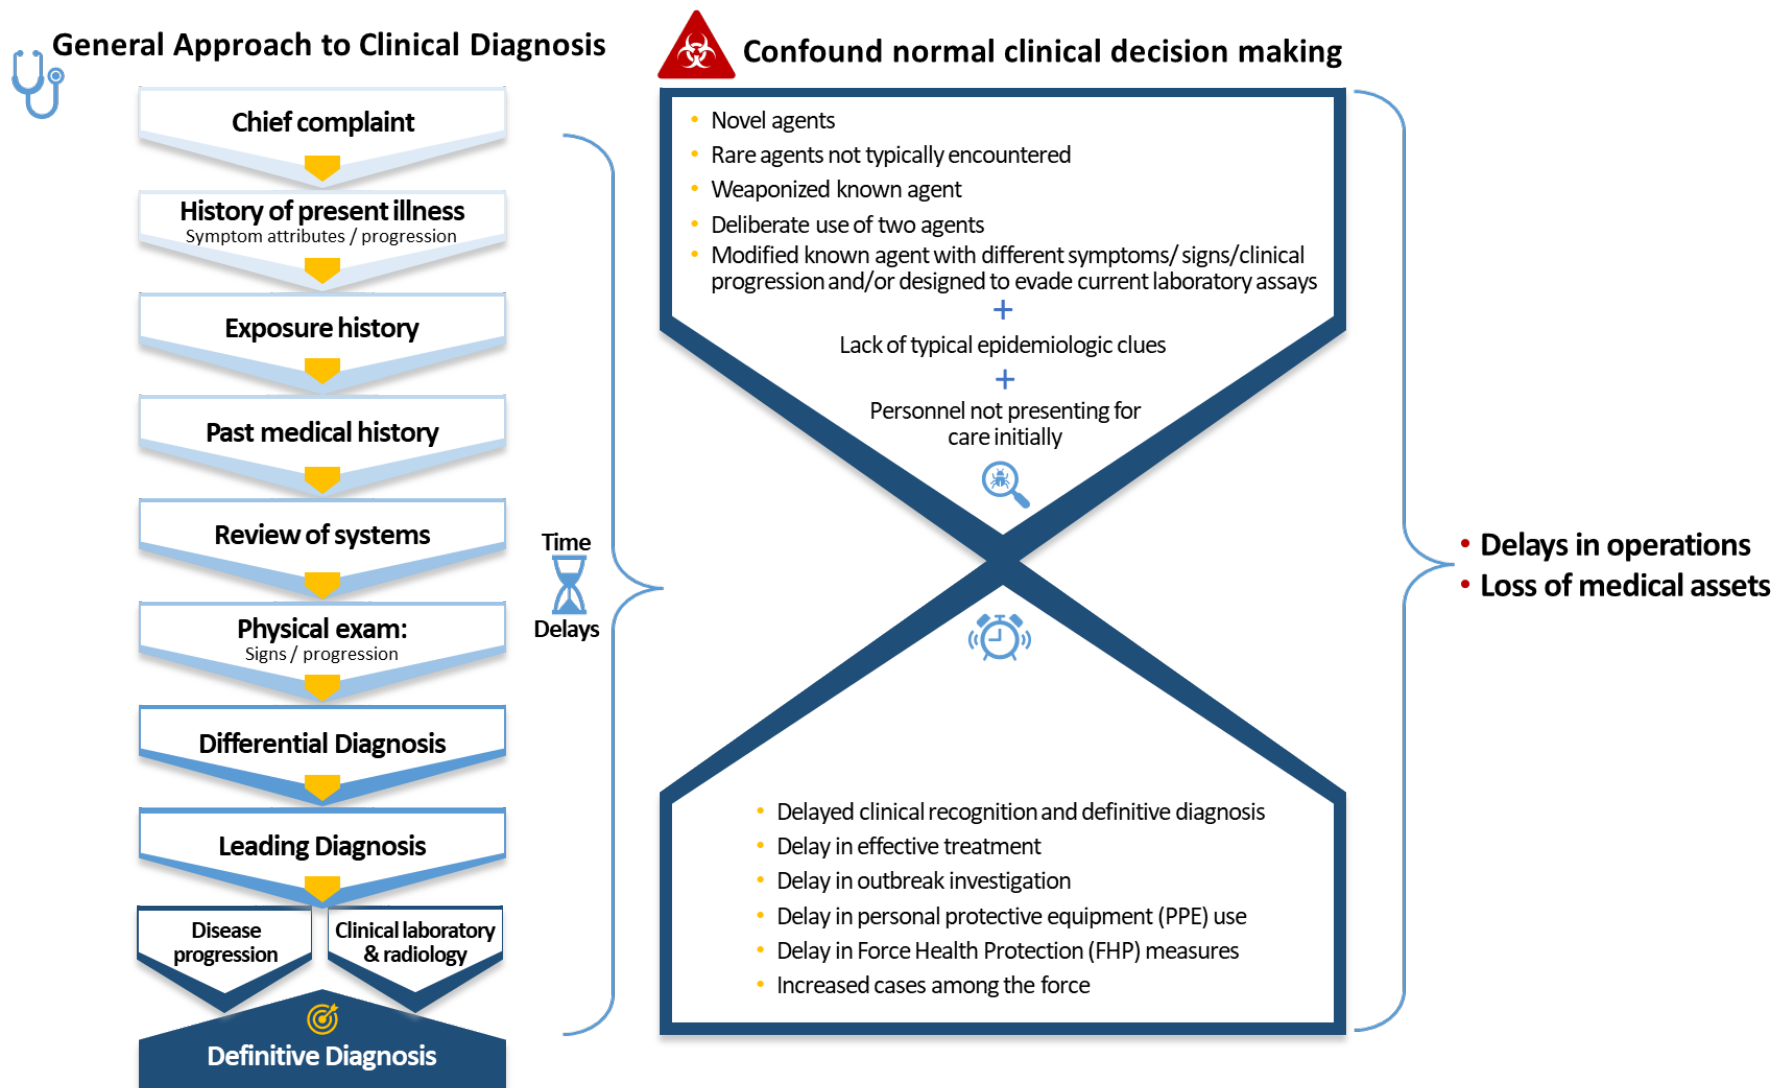 General Approach to Clinical Diagnosis
Chief complaint
History of present illness
Symptom attributes / progression
Exposure history
Past medical history
Review of systems
Physical exam:
Signs / progression
Differential Diagnosis
Leading Diagnosis
Disease
progression
Clinical laboratory
& radiology
Definitive Diagnosis
Time
Delays
Confound normal clinical decision making
• Novel agents
• Rare agents not typically encountered
• Weaponized known agent
• Deliberate use of two agents
• Modified known agent with different symptoms/ signs/clinical
progression and/or designed to evade current laboratory assays
+
Lack of typical epidemiologic clues
+
Personnel not presenting for
care initially
• Delayed clinical recognition and definitive diagnosis
• Delay in effective treatment
• Delay in outbreak investigation
• Delay in personal protective equipment (PPE) use
• Delay in Force Health Protection (FHP) measures
• Increased cases among the force
• Delays in operations
• Loss of medical assets